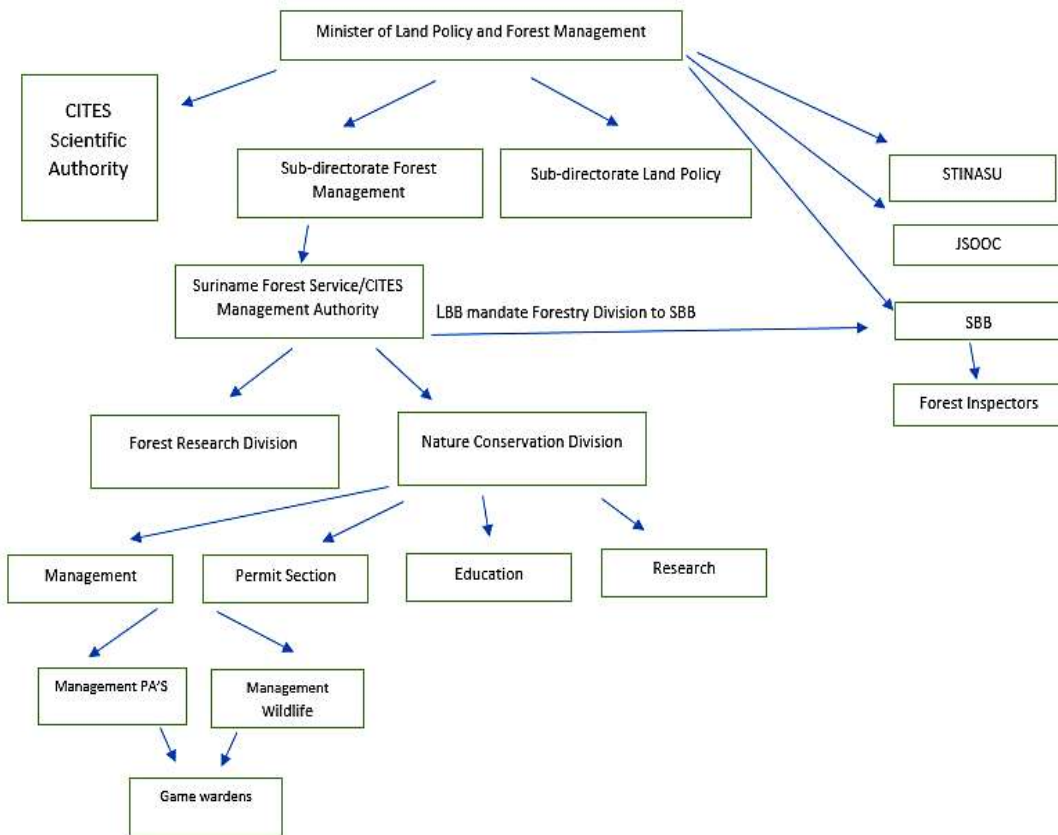 Minister of Land Policy and Forest Management
CITES
Scientific
Authority
Sub-directorate Forest
Management
Sub-directorate Land Policy
STINASU
JSOOC
Suriname Forest Service/CITES
Management Authority
LBB mandate Forestry Division to SBB
SBB
Forest Inspectors
Forest Research Division
Nature Conservation Division
Management
Permit Section
Education
Research
Management PA'S
Management
Wildlife
Game wardens